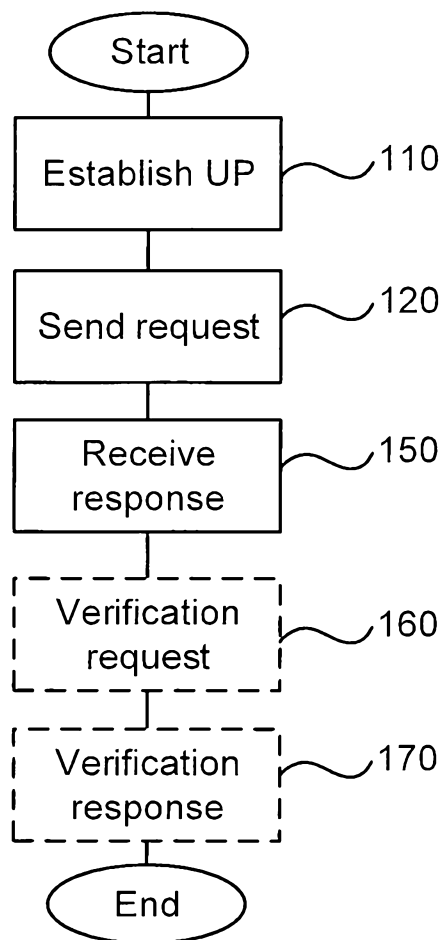 Start
Establish UP
110
Send request
120
Receive
response
150
Verification
request
160
Verification
response
170
End